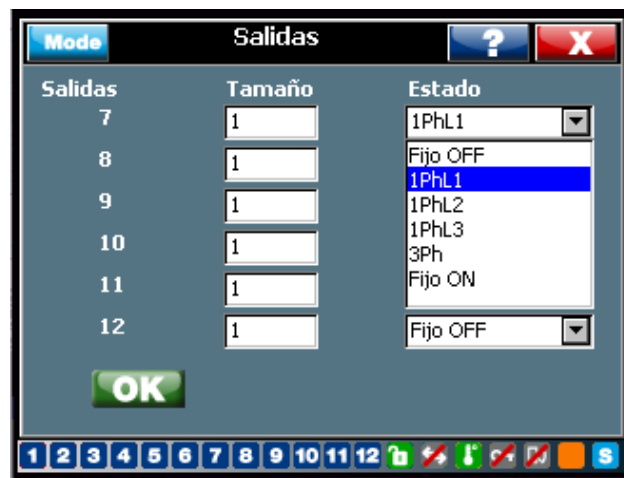 Mode Salidas ? X
Salidas Tamaño Estado
7 1 1PhL1
8 1 Fijo OFF
1PhL1
9 1 1PhL2
1PhL3
10 1 3Ph
11 1 Fijo ON
12 1 Fijo OFF
OK
1 2 3 4 5 6 7 8 9 10 11 12 S